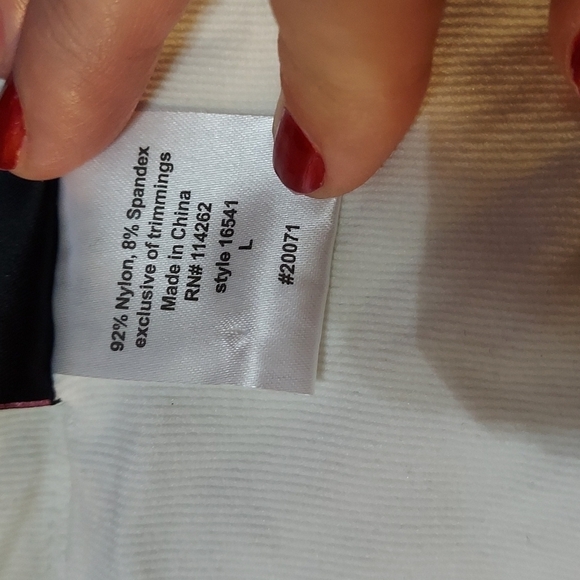 92% Nylon, 8% Spandex
exclusive of trimmings
Made in China
RN# 114262
style 16541
L
#20071